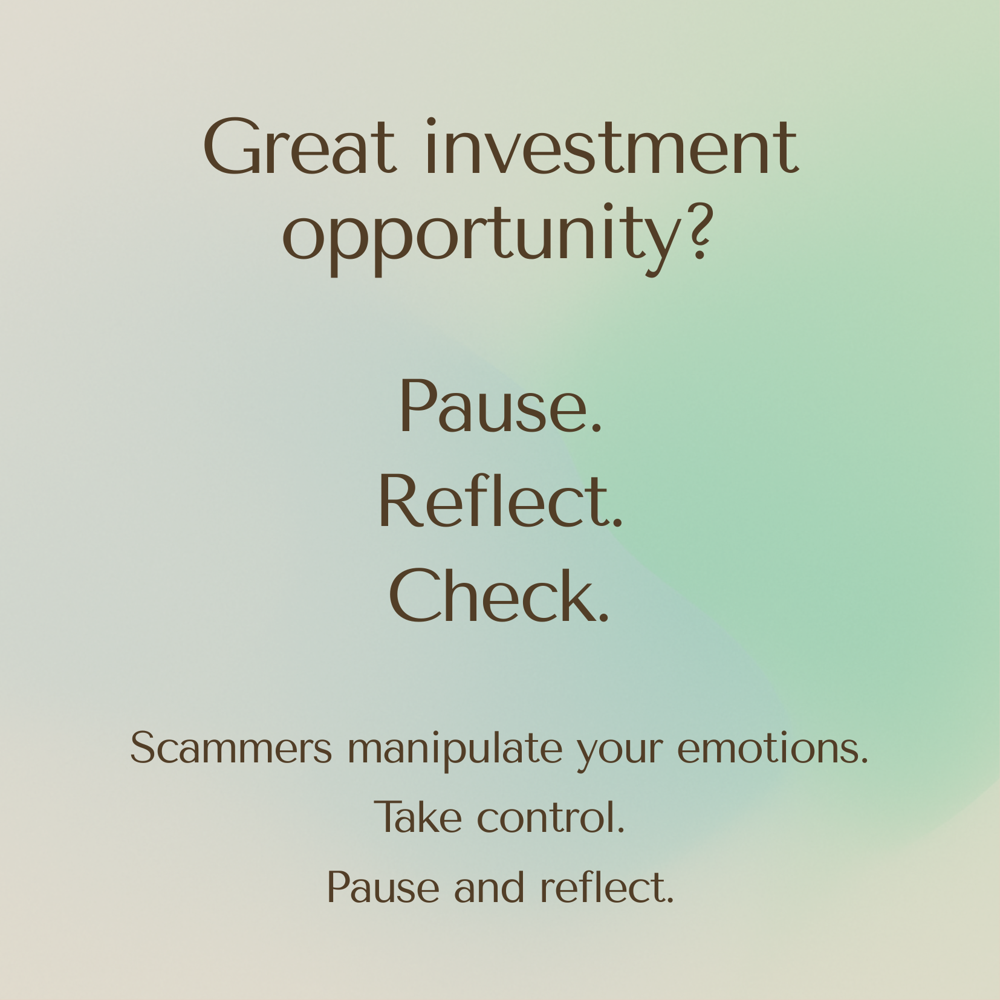 Great investment
opportunity?
Pause.
Reflect.
Check.
Scammers manipulate your emotions.
Take control.
Pause and reflect.